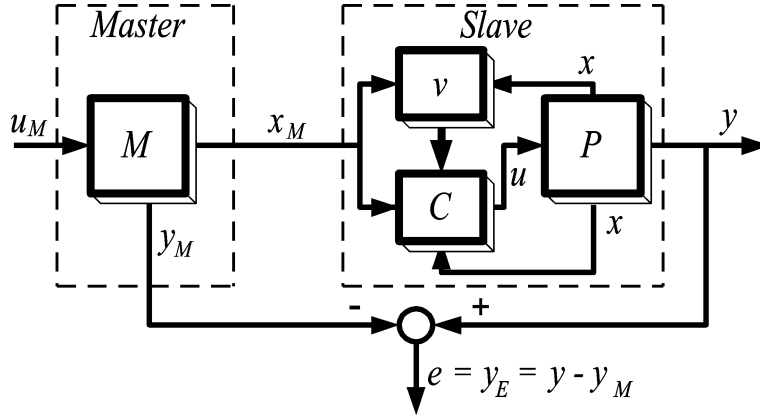 Master
Slave
u_M
M
x_M
v
x
C
u
P
y
x
y_M
-
+
e = y_E = y - y_M